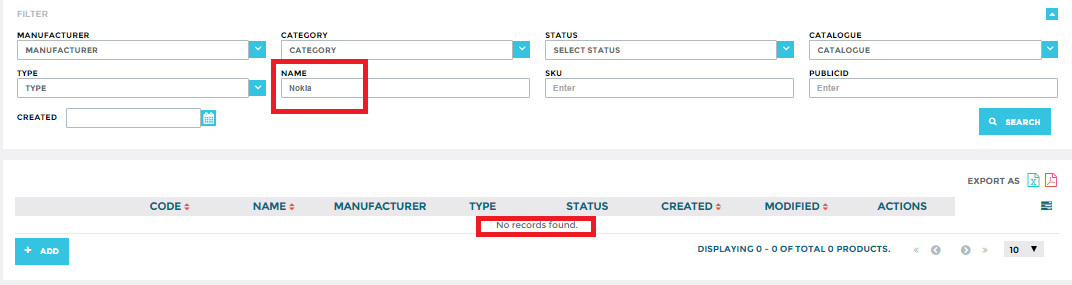 FILTER
MANUFACTURER CATEGORY STATUS CATALOGUE
MANUFACTURER CATEGORY SELECT STATUS CATALOGUE
TYPE NAME SKU PUBLICID
TYPE Nokia Enter Enter
CREATED SEARCH
EXPORT AS
CODE NAME MANUFACTURER TYPE STATUS CREATED MODIFIED ACTIONS
No records found.
+ ADD DISPLAYING 0 - 0 OF TOTAL 0 PRODUCTS. « » 10